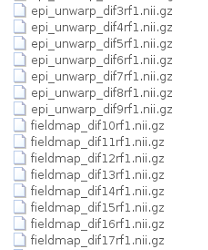 epi_unwarp_dif3rf1.nii.gz
epi_unwarp_dif4rf1.nii.gz
epi_unwarp_dif5rf1.nii.gz
epi_unwarp_dif6rf1.nii.gz
epi_unwarp_dif7rf1.nii.gz
epi_unwarp_dif8rf1.nii.gz
epi_unwarp_dif9rf1.nii.gz
fieldmap_dif10rf1.nii.gz
fieldmap_dif11rf1.nii.gz
fieldmap_dif12rf1.nii.gz
fieldmap_dif13rf1.nii.gz
fieldmap_dif14rf1.nii.gz
fieldmap_dif15rf1.nii.gz
fieldmap_dif16rf1.nii.gz
fieldmap_dif17rf1.nii.gz